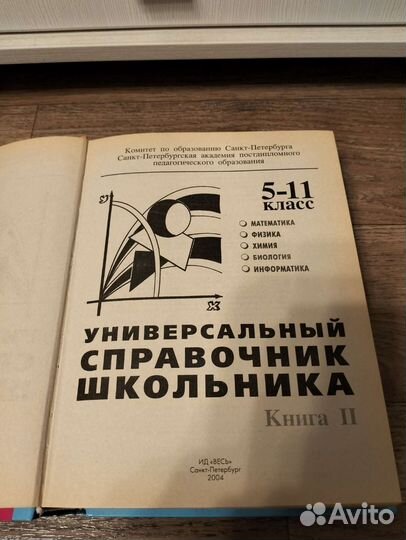 Комитет по образованию Санкт-Петербурга
Санкт-Петербургская академия постдипломного
педагогического образования
5-11
класс
МАТЕМАТИКА
ФИЗИКА
ХИМИЯ
БИОЛОГИЯ
ИНФОРМАТИКА
У
Х
УНИВЕРСАЛЬНЫЙ
СПРАВОЧНИК
ШКОЛЬНИКА
Книга II
ИД «ВЕСЬ»
Санкт-Петербург
2004
Avito